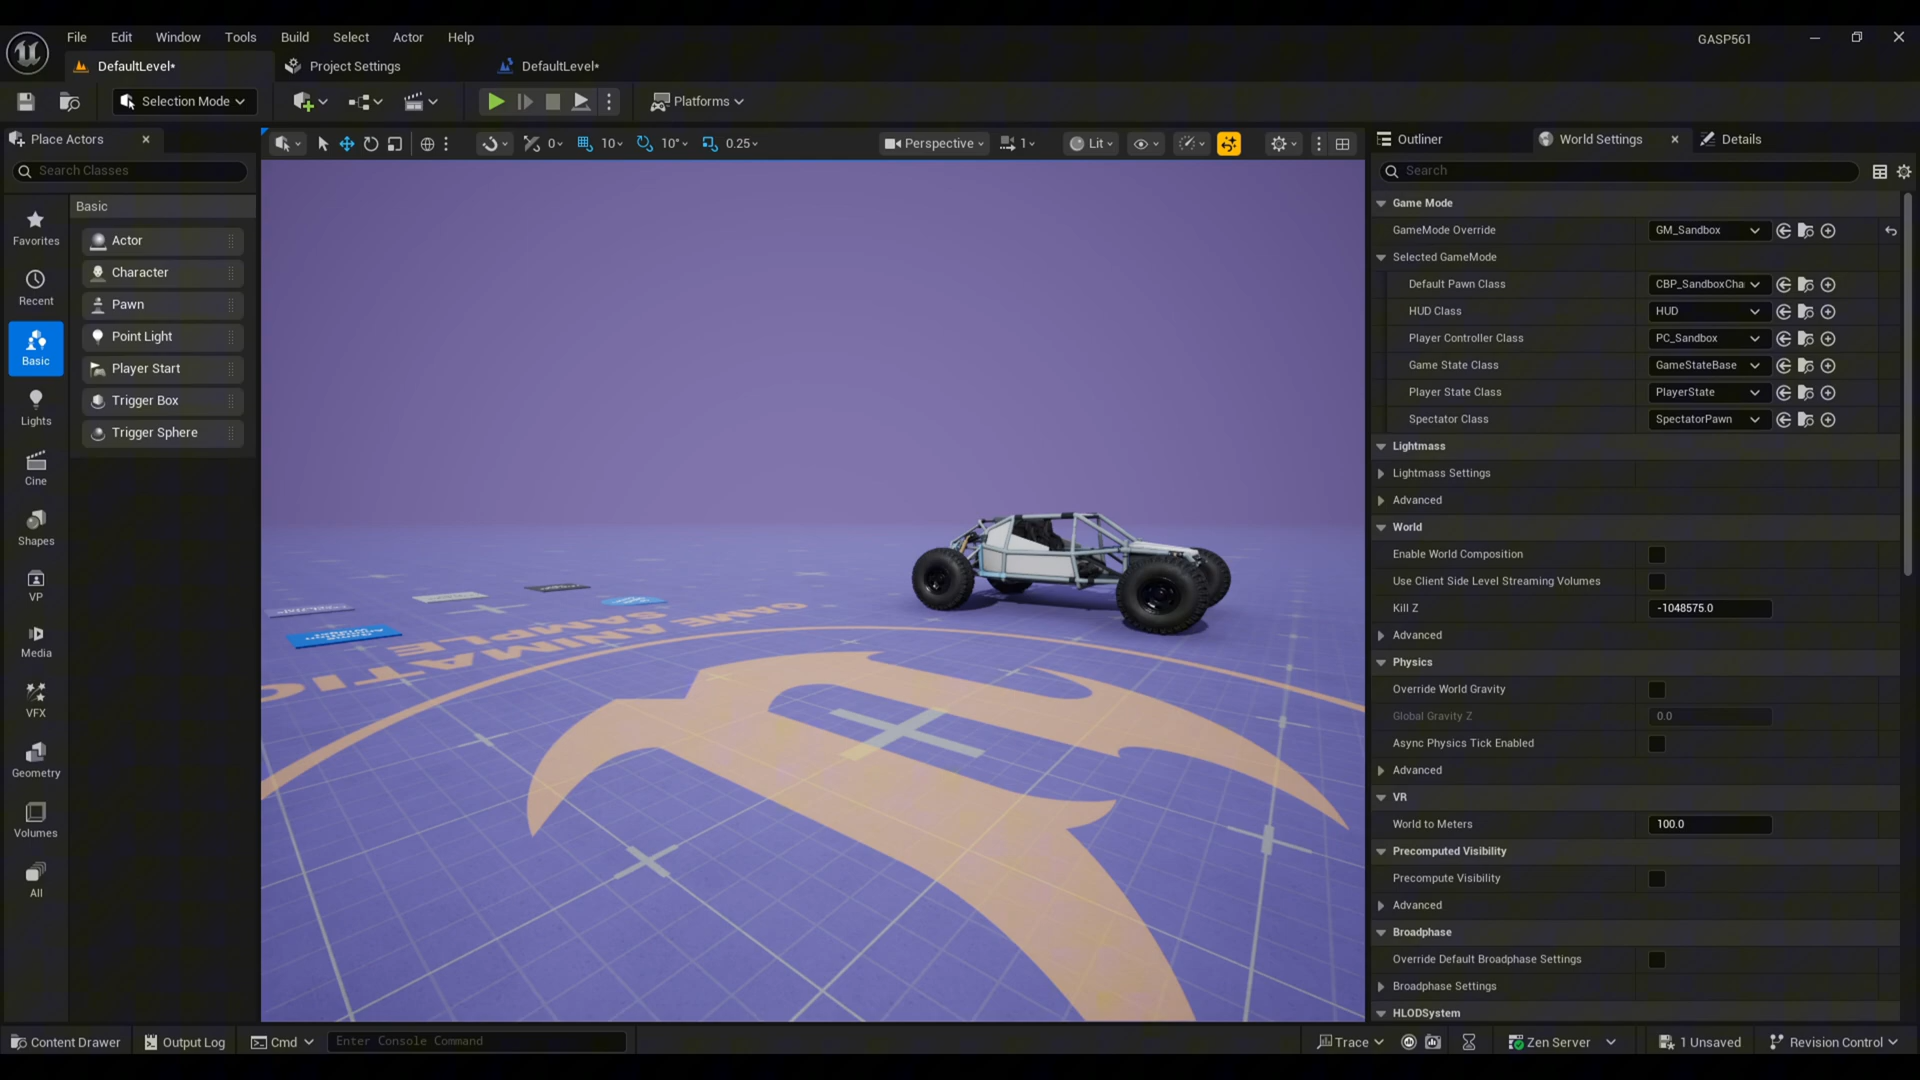 File Edit Window Tools Build Select Actor Help
GASP561
DefaultLevel* Project Settings DefaultLevel*
Selection Mode Platforms
Place Actors
Search Classes
Basic
Favorites
Recent
Basic
Lights
Cine
Shapes
VP
Media
VFX
Geometry
Volumes
All
Actor
Character
Pawn
Point Light
Player Start
Trigger Box
Trigger Sphere
0 10 10° 0.25 Perspective 1 Lit
GAME ANIMATIO
SAMPLE
Outliner World Settings Details
Search
Game Mode
GameMode Override GM_Sandbox
Selected GameMode
Default Pawn Class CBP_SandboxCha
HUD Class HUD
Player Controller Class PC_Sandbox
Game State Class GameStateBase
Player State Class PlayerState
Spectator Class SpectatorPawn
Lightmass
Lightmass Settings
Advanced
World
Enable World Composition
Use Client Side Level Streaming Volumes
Kill Z -1048575.0
Advanced
Physics
Override World Gravity
Global Gravity Z 0.0
Async Physics Tick Enabled
Advanced
VR
World to Meters 100.0
Precomputed Visibility
Precompute Visibility
Advanced
Broadphase
Override Default Broadphase Settings
Broadphase Settings
HLODSystem
Content Drawer Output Log Cmd Enter Console Command Trace Zen Server 1 Unsaved Revision Control